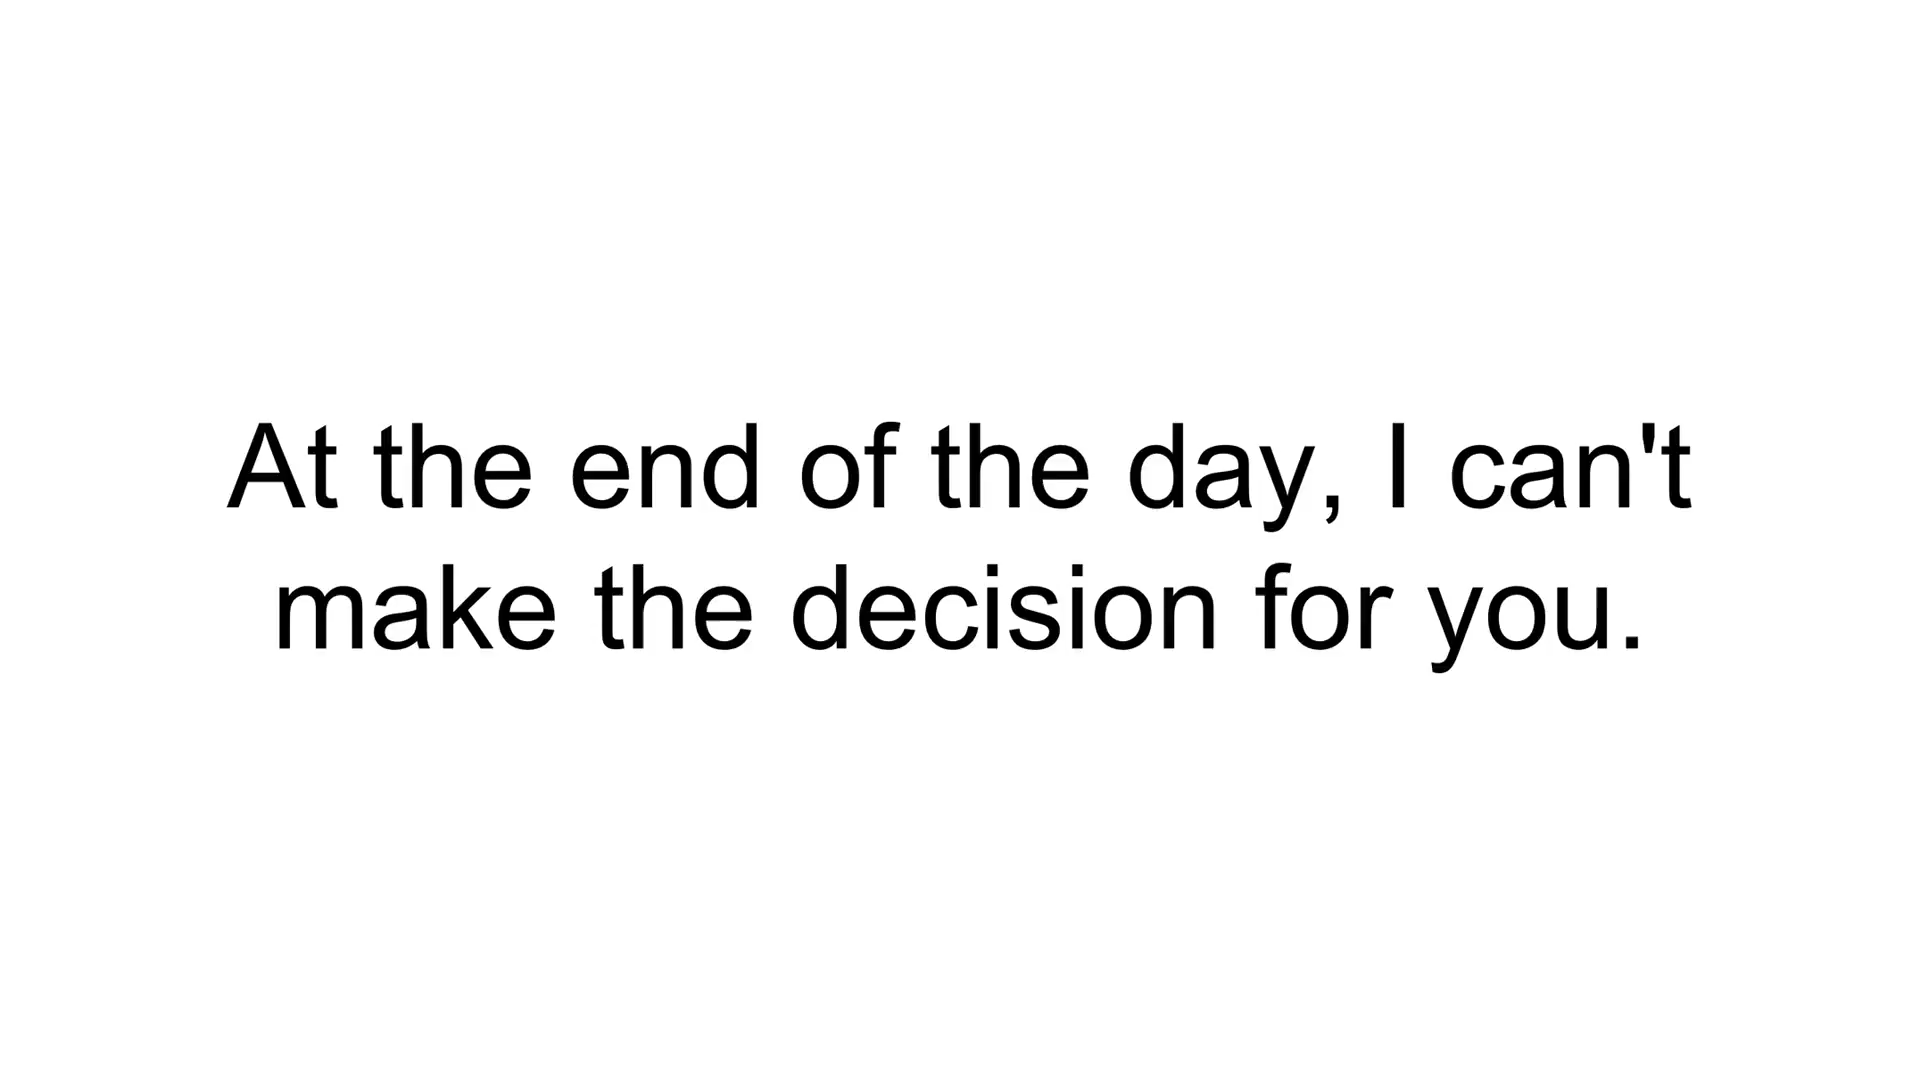 At the end of the day, I can't
make the decision for you.